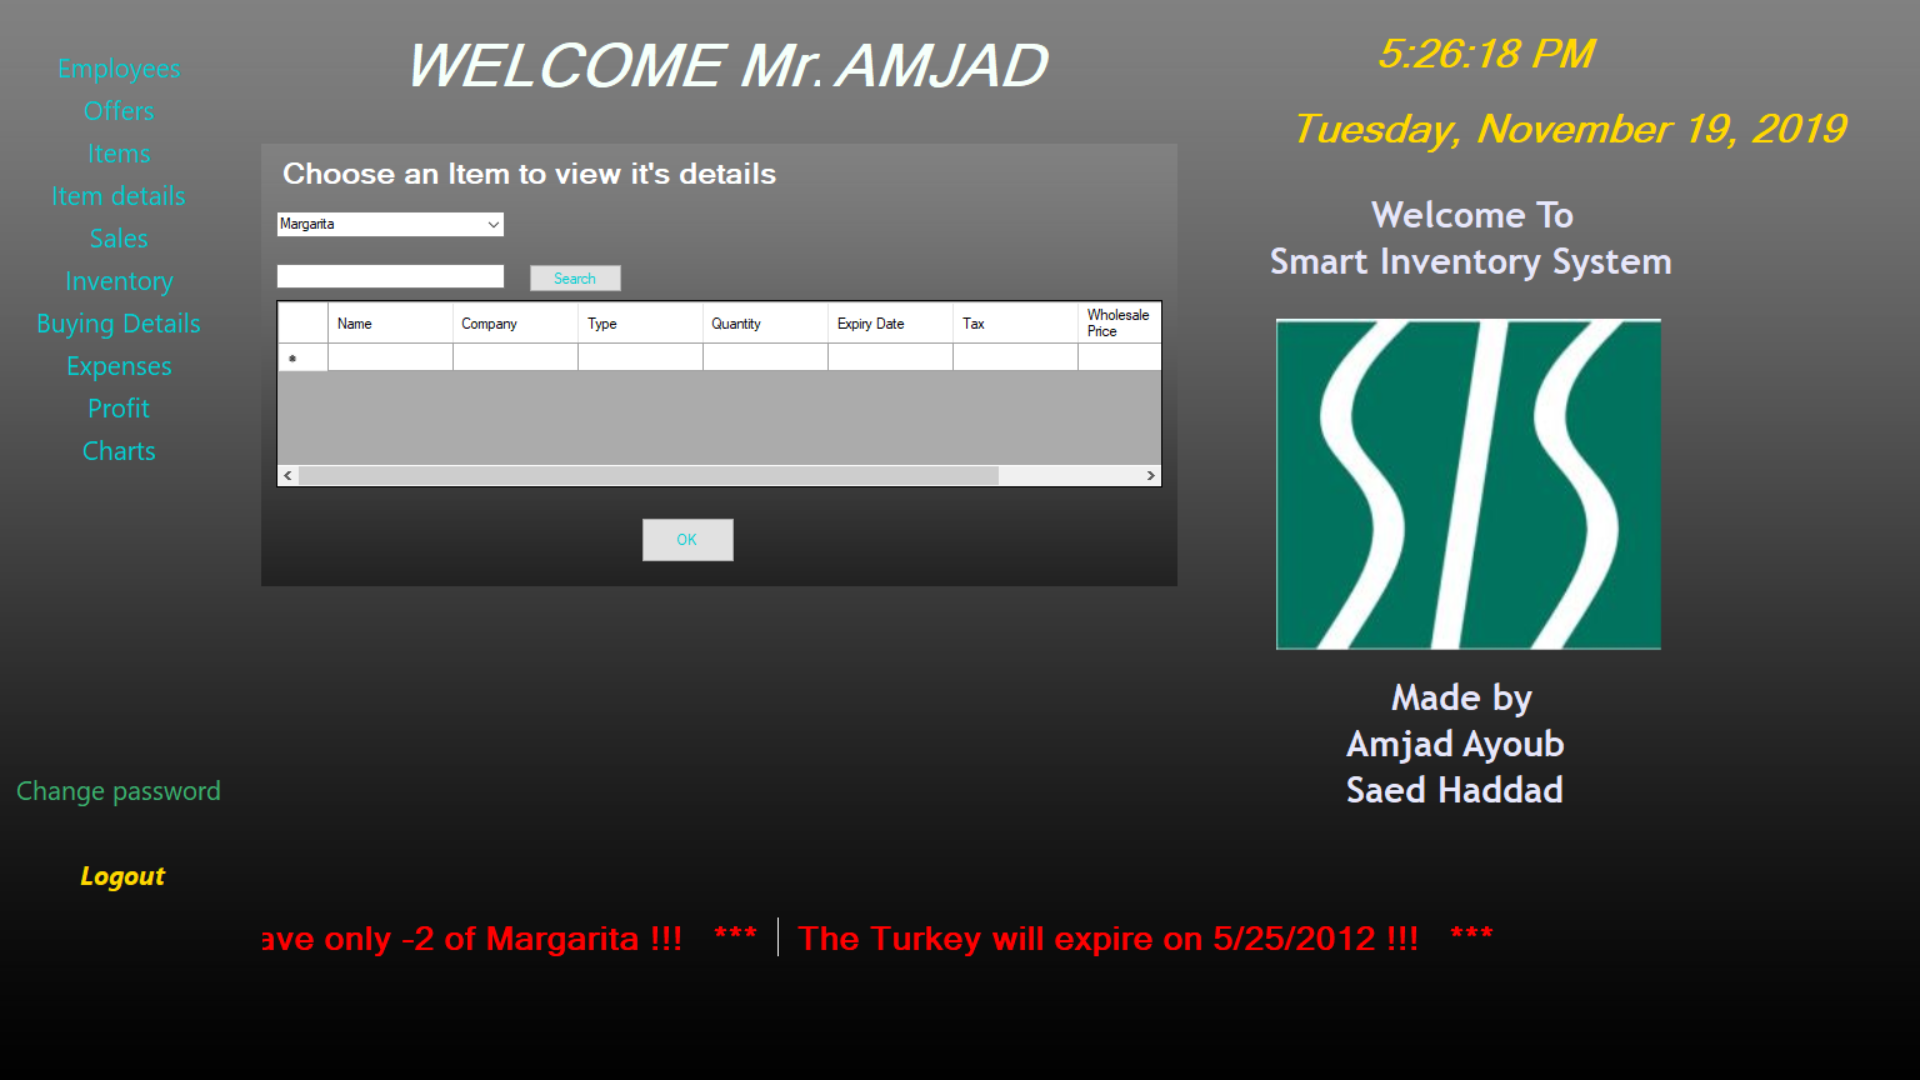 WELCOME Mr. AMJAD
5:26:18 PM
Tuesday, November 19, 2019
Employees
Offers
Items
Item details
Sales
Inventory
Buying Details
Expenses
Profit
Charts
Change password
Logout
Choose an Item to view it's details
Margarita
Search
Name Company Type Quantity Expiry Date Tax Wholesale Price
OK
Welcome To
Smart Inventory System
SIS
Made by
Amjad Ayoub
Saed Haddad
ave only -2 of Margarita !!! *** | The Turkey will expire on 5/25/2012 !!! ***